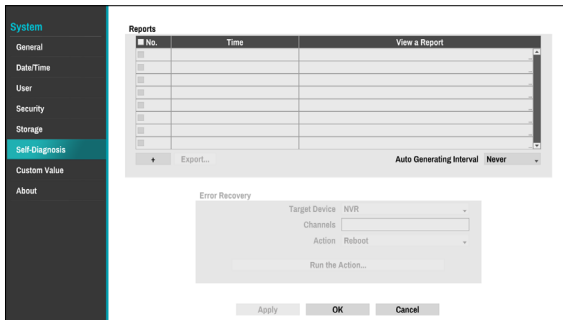 System
General
Date/Time
User
Security
Storage
Self-Diagnosis
Custom Value
About
Reports
No. Time View a Report
...
...
...
...
...
...
...
...
+ Export... Auto Generating Interval Never
Error Recovery
Target Device NVR
Channels
Action Reboot
Run the Action...
Apply OK Cancel